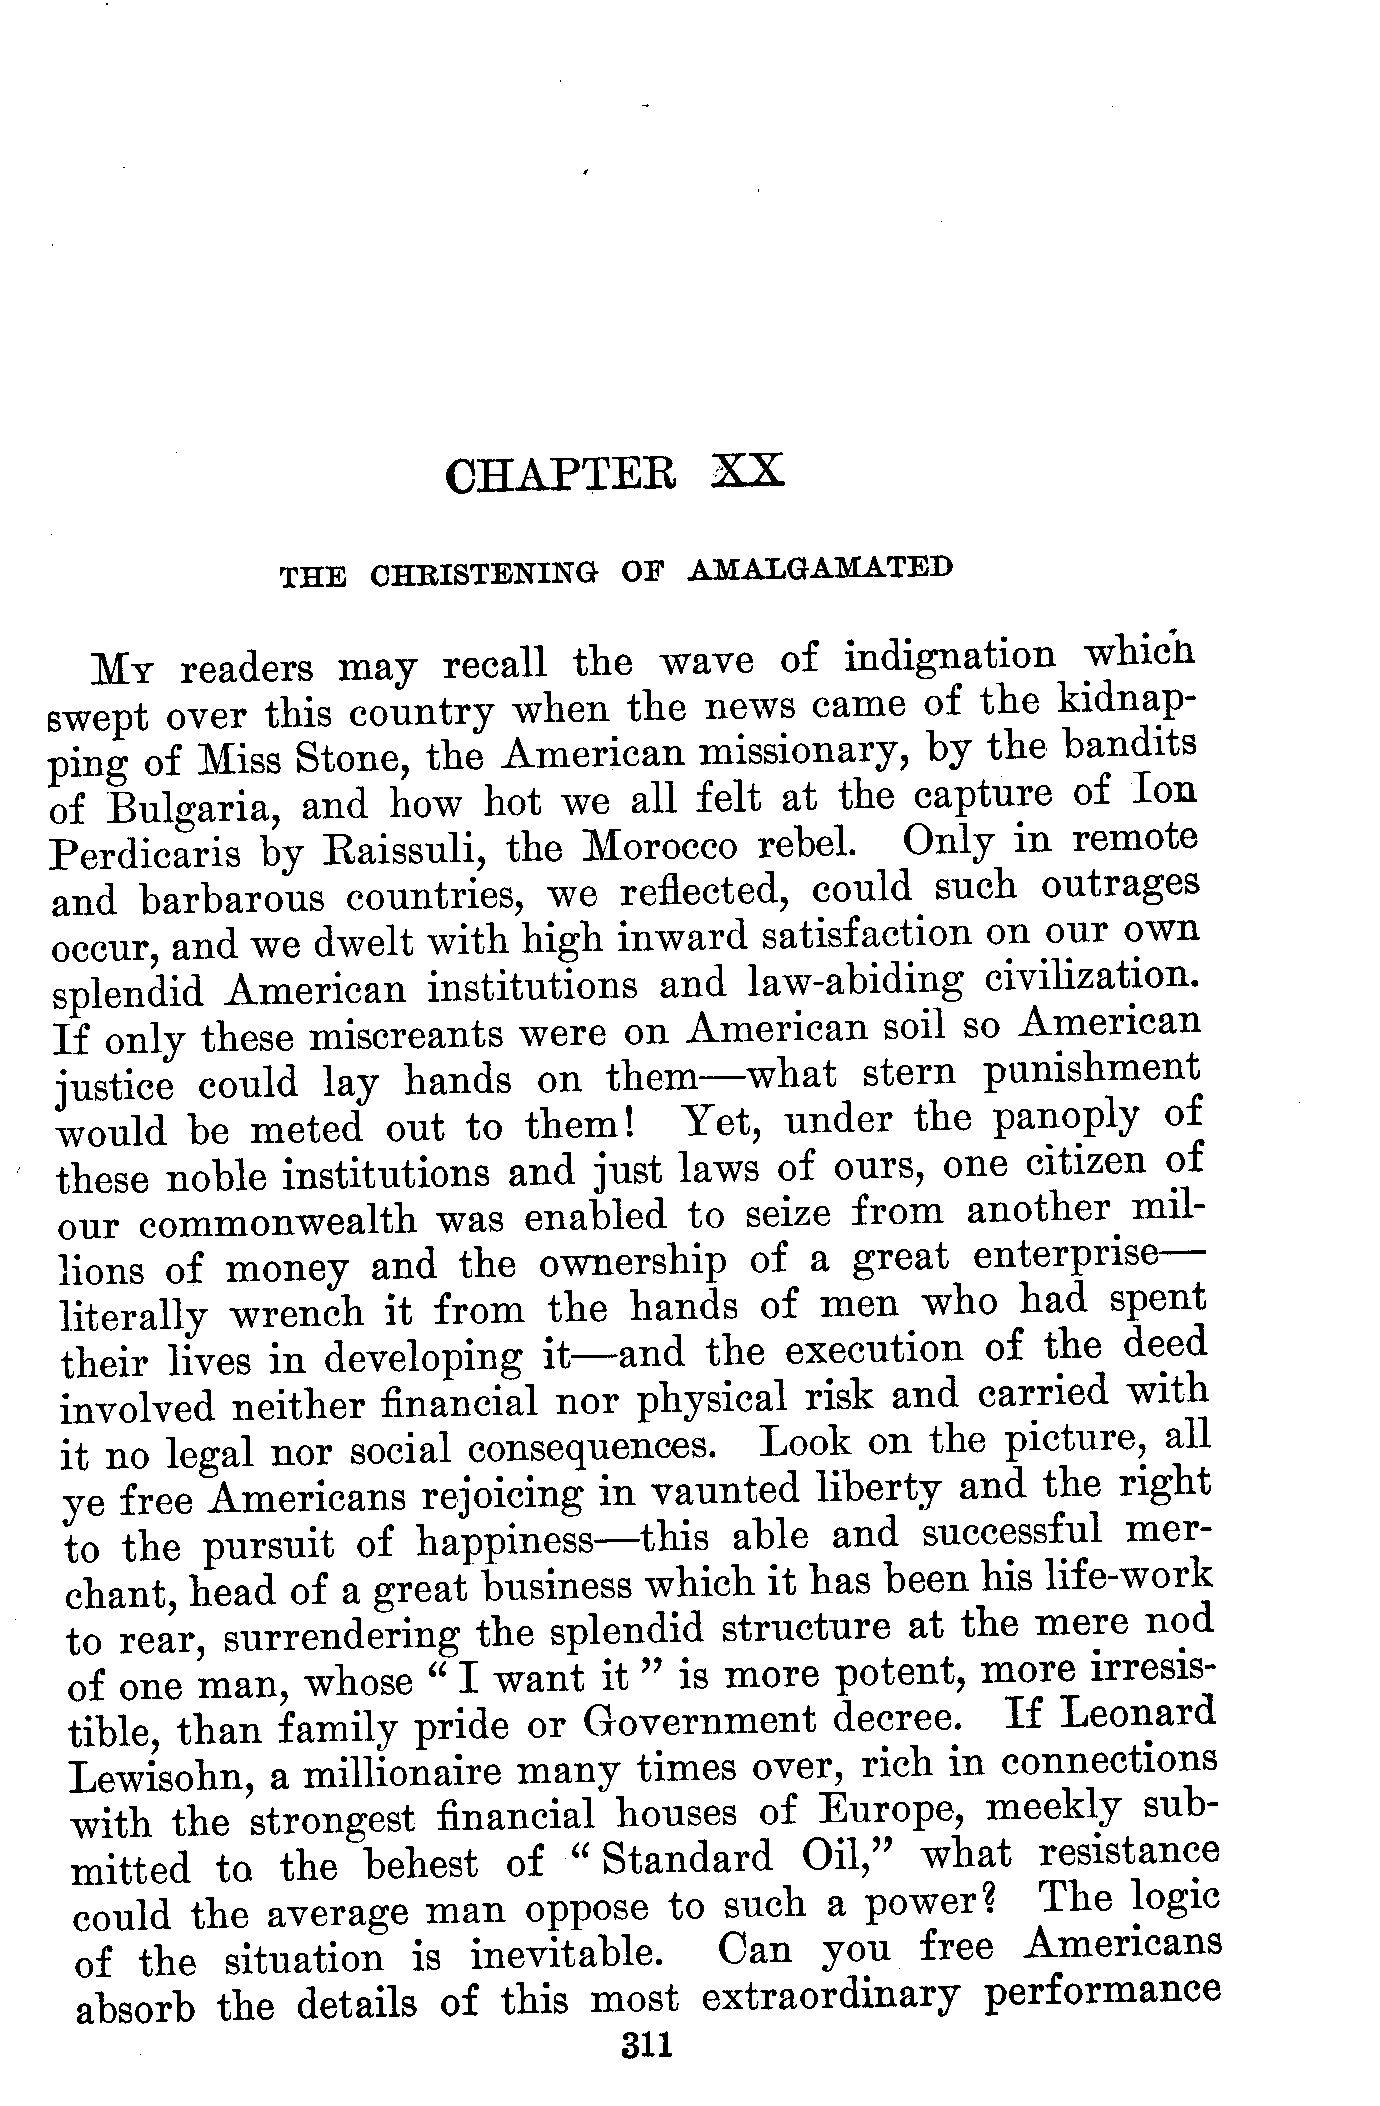 CHAPTER XX
THE CHRISTENING OF AMALGAMATED
My readers may recall the wave of indignation which
swept over this country when the news came of the kidnap-
ping of Miss Stone, the American missionary, by the bandits
of Bulgaria, and how hot we all felt at the capture of Ion
Perdicaris by Raissuli, the Morocco rebel. Only in remote
and barbarous countries, we reflected, could such outrages
occur, and we dwelt with high inward satisfaction on our own
splendid American institutions and law-abiding civilization.
If only these miscreants were on American soil so American
justice could lay hands on them—what stern punishment
would be meted out to them! Yet, under the panoply of
these noble institutions and just laws of ours, one citizen of
our commonwealth was enabled to seize from another mil-
lions of money and the ownership of a great enterprise—
literally wrench it from the hands of men who had spent
their lives in developing it—and the execution of the deed
involved neither financial nor physical risk and carried with
it no legal nor social consequences. Look on the picture, all
ye free Americans rejoicing in vaunted liberty and the right
to the pursuit of happiness—this able and successful mer-
chant, head of a great business which it has been his life-work
to rear, surrendering the splendid structure at the mere nod
of one man, whose “ I want it ” is more potent, more irresis-
tible, than family pride or Government decree. If Leonard
Lewisohn, a millionaire many times over, rich in connections
with the strongest financial houses of Europe, meekly sub-
mitted to the behest of “ Standard Oil,” what resistance
could the average man oppose to such a power? The logic
of the situation is inevitable. Can you free Americans
absorb the details of this most extraordinary performance
311